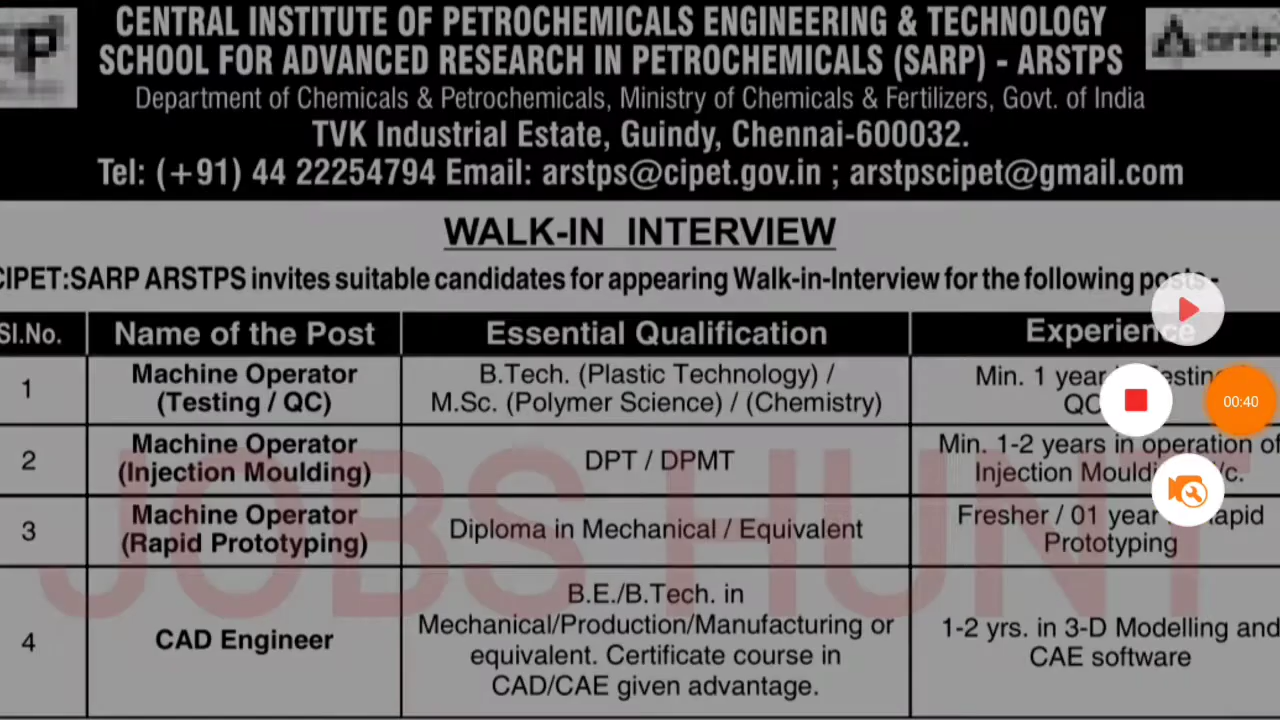 CENTRAL INSTITUTE OF PETROCHEMICALS ENGINEERING & TECHNOLOGY
SCHOOL FOR ADVANCED RESEARCH IN PETROCHEMICALS (SARP) - ARSTPS
Department of Chemicals & Petrochemicals, Ministry of Chemicals & Fertilizers, Govt. of India
TVK Industrial Estate, Guindy, Chennai-600032.
Tel: (+91) 44 22254794 Email: arstps@cipet.gov.in ; arstpscipet@gmail.com
WALK-IN INTERVIEW
CIPET:SARP ARSTPS invites suitable candidates for appearing Walk-in-Interview for the following posts-
Sl.No. Name of the Post Essential Qualification Experience
1
Machine Operator
(Testing / QC)
B.Tech. (Plastic Technology) /
M.Sc. (Polymer Science) / (Chemistry)
Min. 1 year
QC
2
Machine Operator
(Injection Moulding)
DPT / DPMT
Min. 1-2 years in operation of
Injection
3
Machine Operator
(Rapid Prototyping)
Diploma in Mechanical / Equivalent
Fresher / 01 year
Prototyping
4
CAD Engineer
B.E./B.Tech. in
Mechanical/Production/Manufacturing or
equivalent. Certificate course in
CAD/CAE given advantage.
1-2 yrs. in 3-D Modelling and
CAE software
JOBS HUNT
00:40